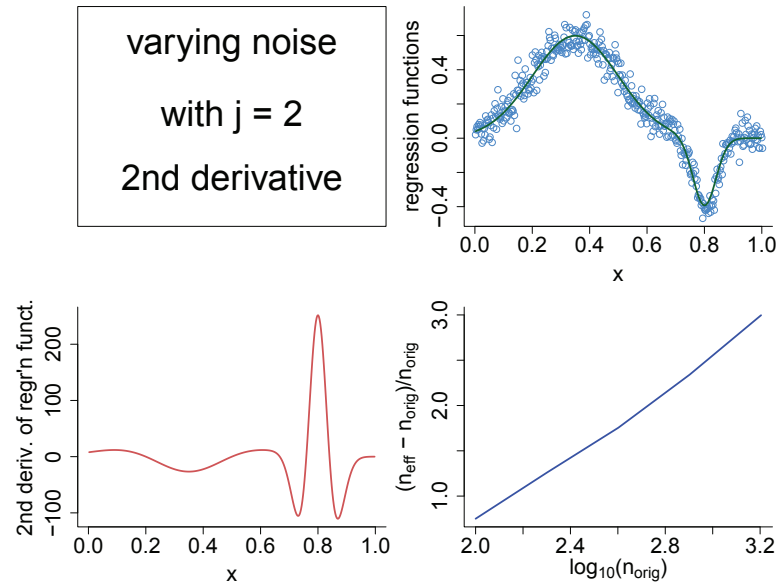 varying noise
with j = 2
2nd derivative
regression functions
−0.4
0.0
0.4
0.0 0.2 0.4 0.6 0.8 1.0
x
2nd deriv. of regr'n funct.
−100
0
100
200
0.0 0.2 0.4 0.6 0.8 1.0
x
(n_eff − n_orig)/n_orig
1.0
2.0
3.0
2.0 2.4 2.8 3.2
log₁₀(n_orig)